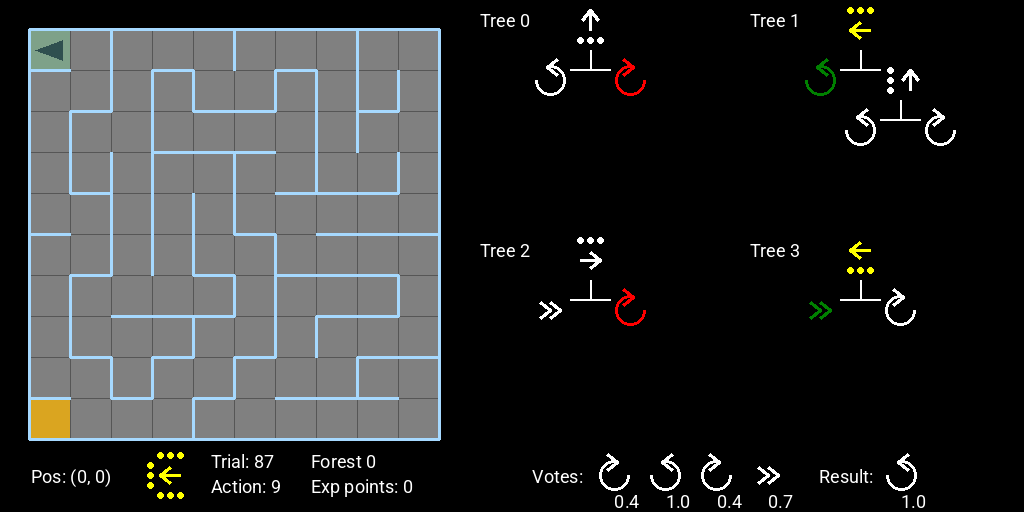 Tree 0
Tree 1
Tree 2
Tree 3
Pos: (0, 0)
Trial: 87
Forest 0
Action: 9
Exp points: 0
Votes:
0.4
1.0
0.4
0.7
Result:
1.0